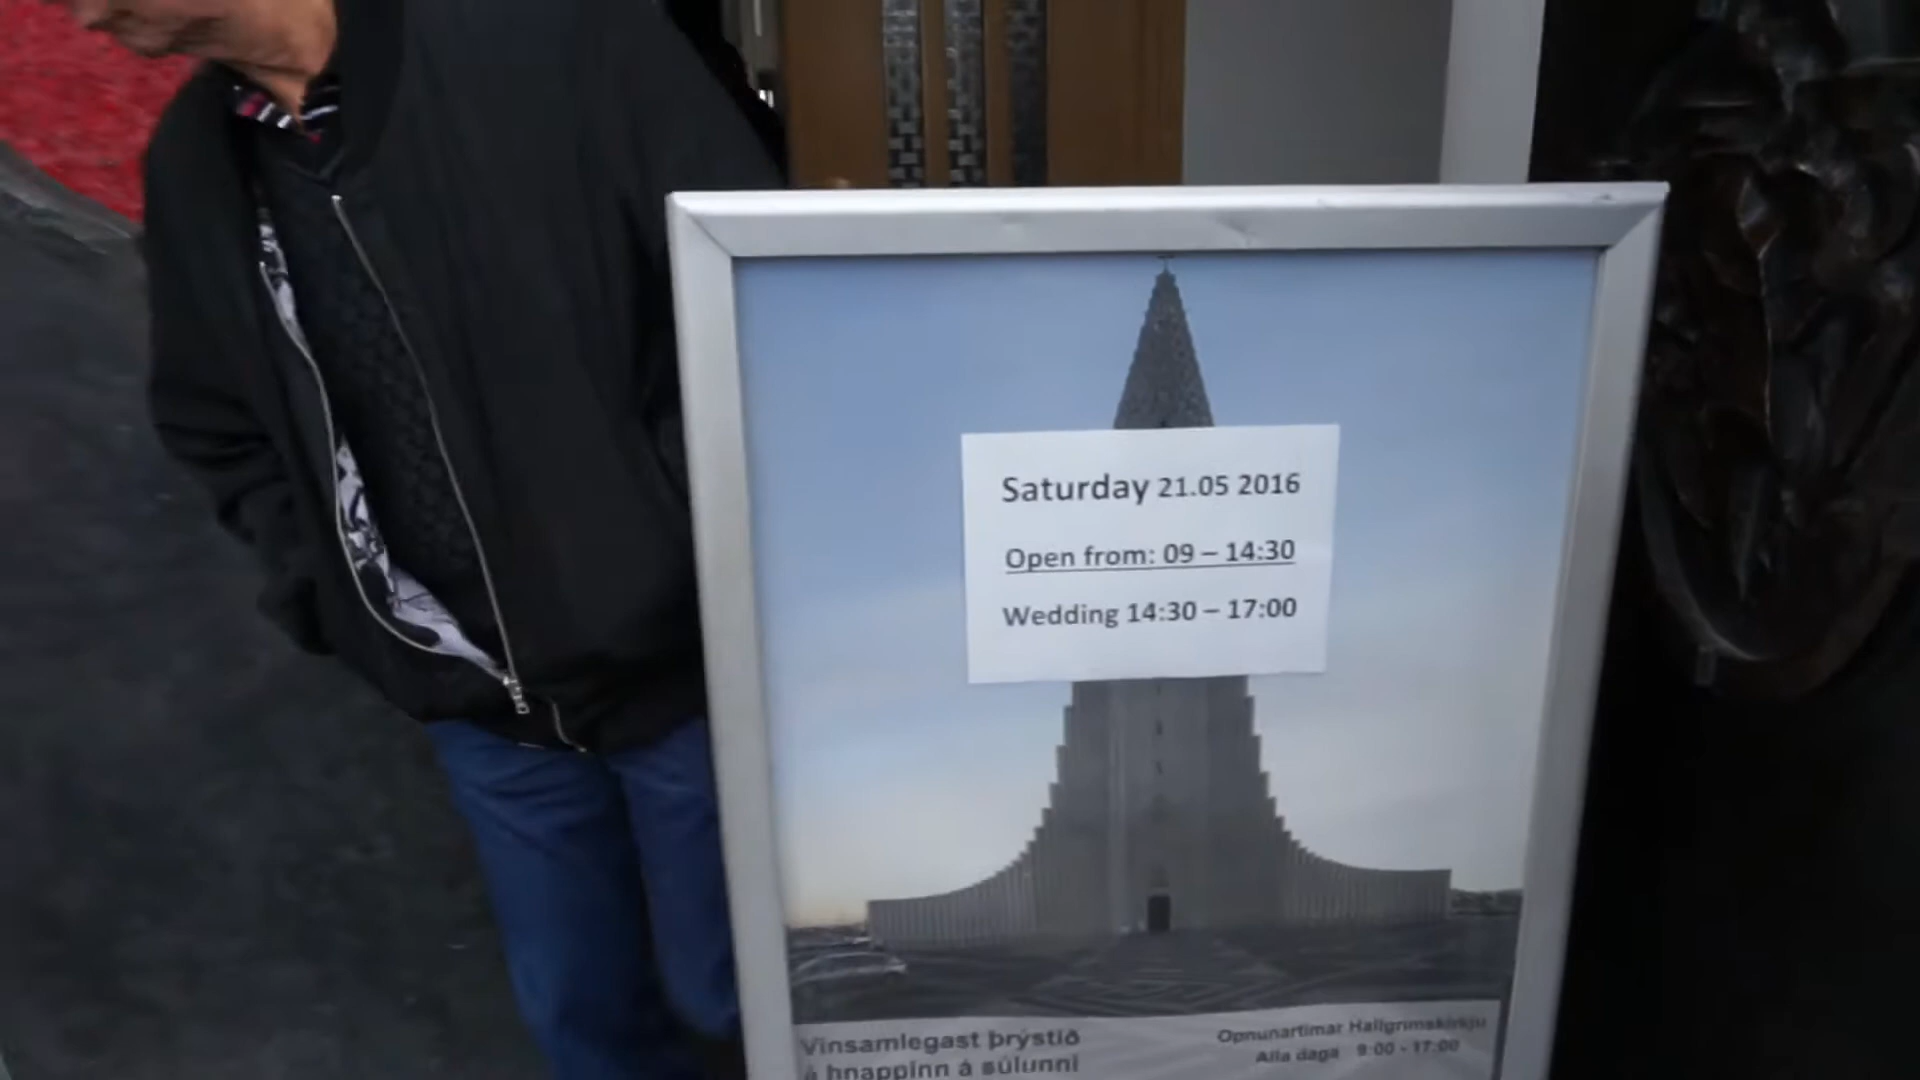 Saturday 21.05 2016
Open from: 09 – 14:30
Wedding 14:30 – 17:00
Vinsamlegast þrýstið
á hnappinn á súlunni
Opnunartímar Hallgrímskirkju
Alla daga 9:00 - 17:00